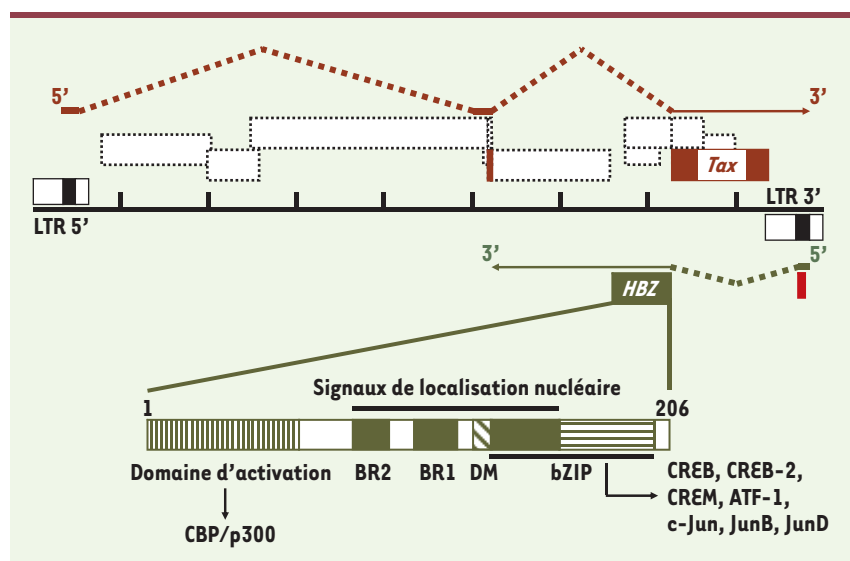 5’
3’
Tax
LTR 3’
LTR 5’
3’
5’
HBZ
Signaux de localisation nucléaire
1
206
Domaine d’activation
BR2
BR1
DM
bZIP
CREB, CREB-2,
CREM, ATF-1,
c-Jun, JunB, JunD
CBP/p300